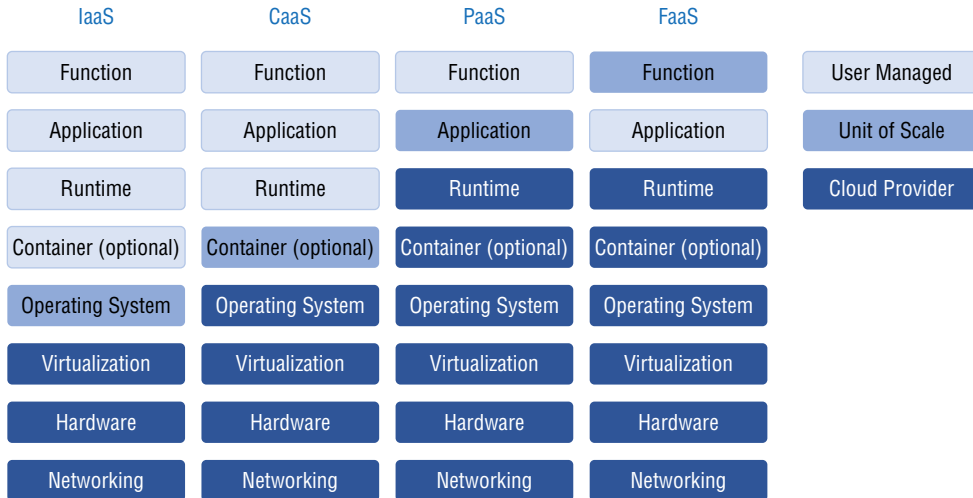 IaaS CaaS PaaS FaaS
Function Function Function Function User Managed
Application Application Application Application Unit of Scale
Runtime Runtime Runtime Runtime Cloud Provider
Container (optional) Container (optional) Container (optional) Container (optional)
Operating System Operating System Operating System Operating System
Virtualization Virtualization Virtualization Virtualization
Hardware Hardware Hardware Hardware
Networking Networking Networking Networking